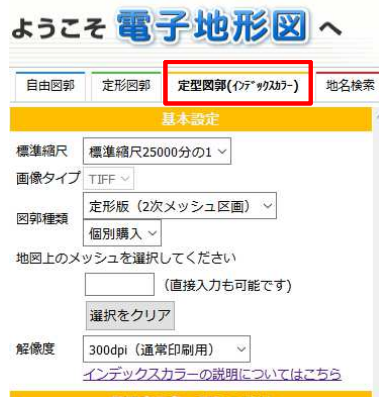 ようこそ 電子地形図 へ
自由図郭 定形図郭 定型図郭(ｲﾝﾃﾞｯｸｽｶﾗｰ) 地名検索
基本設定
標準縮尺 標準縮尺25000分の1
画像タイプ TIFF
図郭種類 定形版（2次メッシュ区画）
個別購入
地図上のメッシュを選択してください
(直接入力も可能です)
選択をクリア
解像度 300dpi（通常印刷用）
インデックスカラーの説明についてはこちら